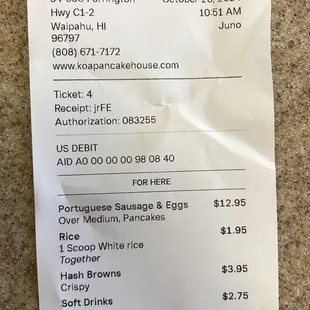 Hwy C1-2 10:51 AM
Waipahu, HI Juno
96797
(808) 671-7172
www.koapancakehouse.com
Ticket: 4
Receipt: jrFE
Authorization: 083255
US DEBIT
AID A0 00 00 00 98 08 40
FOR HERE
Portuguese Sausage & Eggs $12.95
Over Medium, Pancakes
Rice $1.95
1 Scoop White rice
Together
Hash Browns $3.95
Crispy
Soft Drinks $2.75